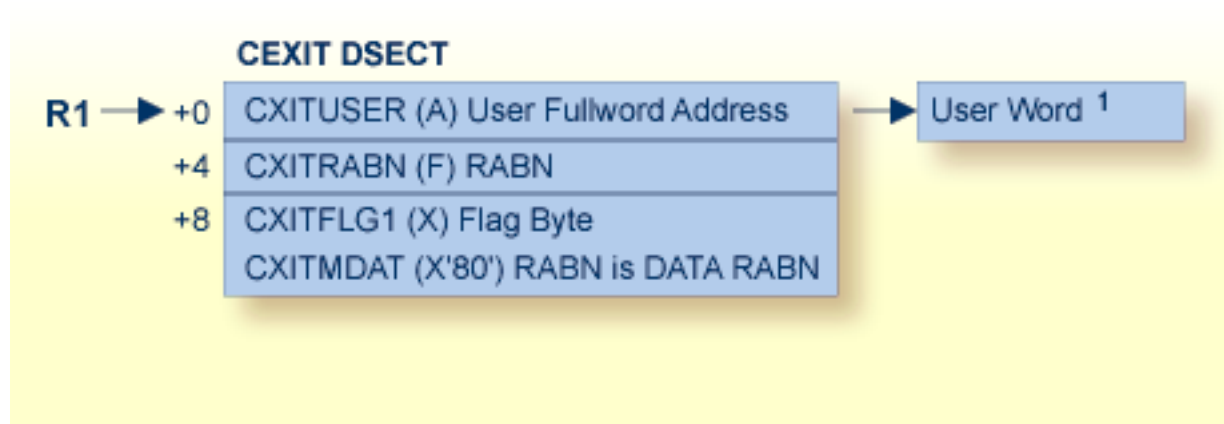 CEXIT DSECT
R1 +0 CXITUSER (A) User Fullword Address User Word 1
+4 CXITRABN (F) RABN
+8 CXITFLG1 (X) Flag Byte
CXITMDAT (X'80') RABN is DATA RABN